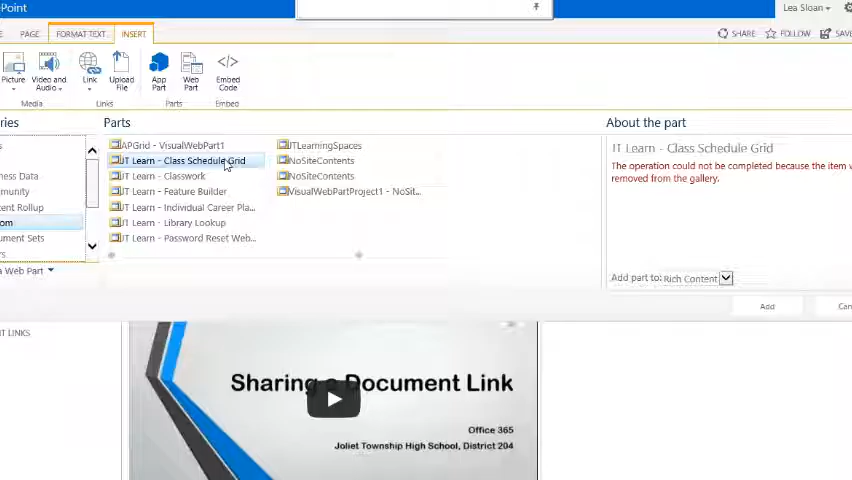 Point
Lea Sloan
PAGE
FORMAT TEXT
INSERT
SHARE
FOLLOW
SAVE
Picture
Video and Audio
Link
Upload File
App Part
Web Part
Embed Code
Media
Links
Parts
Embed
ries
Parts
About the part
s
ness Data
munity
tent Rollup
om
ument Sets
rs
a Web Part
APGrid - VisualWebPart1
JT Learn - Class Schedule Grid
JT Learn - Classwork
JT Learn - Feature Builder
JT Learn - Individual Career Pla...
JT Learn - Library Lookup
JT Learn - Password Reset Web...
JTLearningSpaces
NoSiteContents
NoSiteContents
VisualWebPartProject1 - NoSit...
JT Learn - Class Schedule Grid
The operation could not be completed because the item w
removed from the gallery.
Add part to: Rich Content
Add
Can
T LINKS
Sharing a Document Link
Office 365
Joliet Township High School, District 204